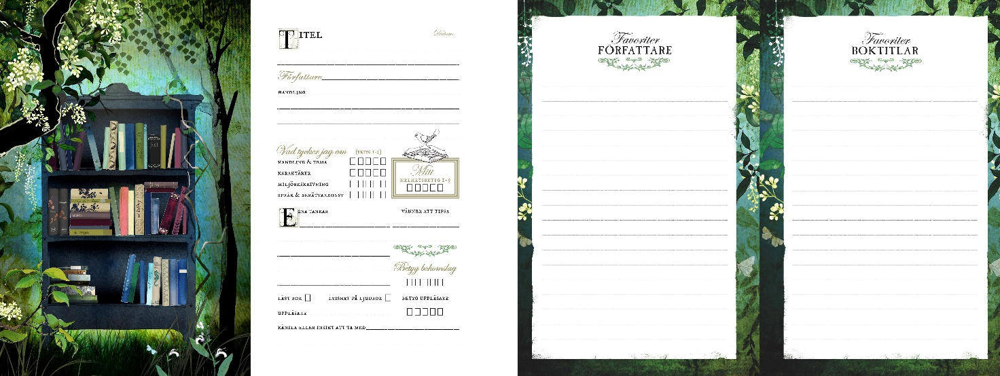 TITEL
Datum
Författare
HANDLING
Vad tycker jag om (BETYG 1-5)
HANDLING & TEMA
KARAKTÄRER
MILJÖBESKRIVNING
SPRÅK & BERÄTTARKONST
Min
HELHETSBETYG 1-5
EGNA TANKAR
VÄNNER ATT TIPSA
Betyg bokomslag
LÄST BOK
LYSSNAT PÅ LJUDBOK
BETYG UPPLÄSARE
UPPLÄSARE
KÄNSLA ELLER INSIKT ATT TA MED
Favoriter
FÖRFATTARE
Favoriter
BOKTITLAR